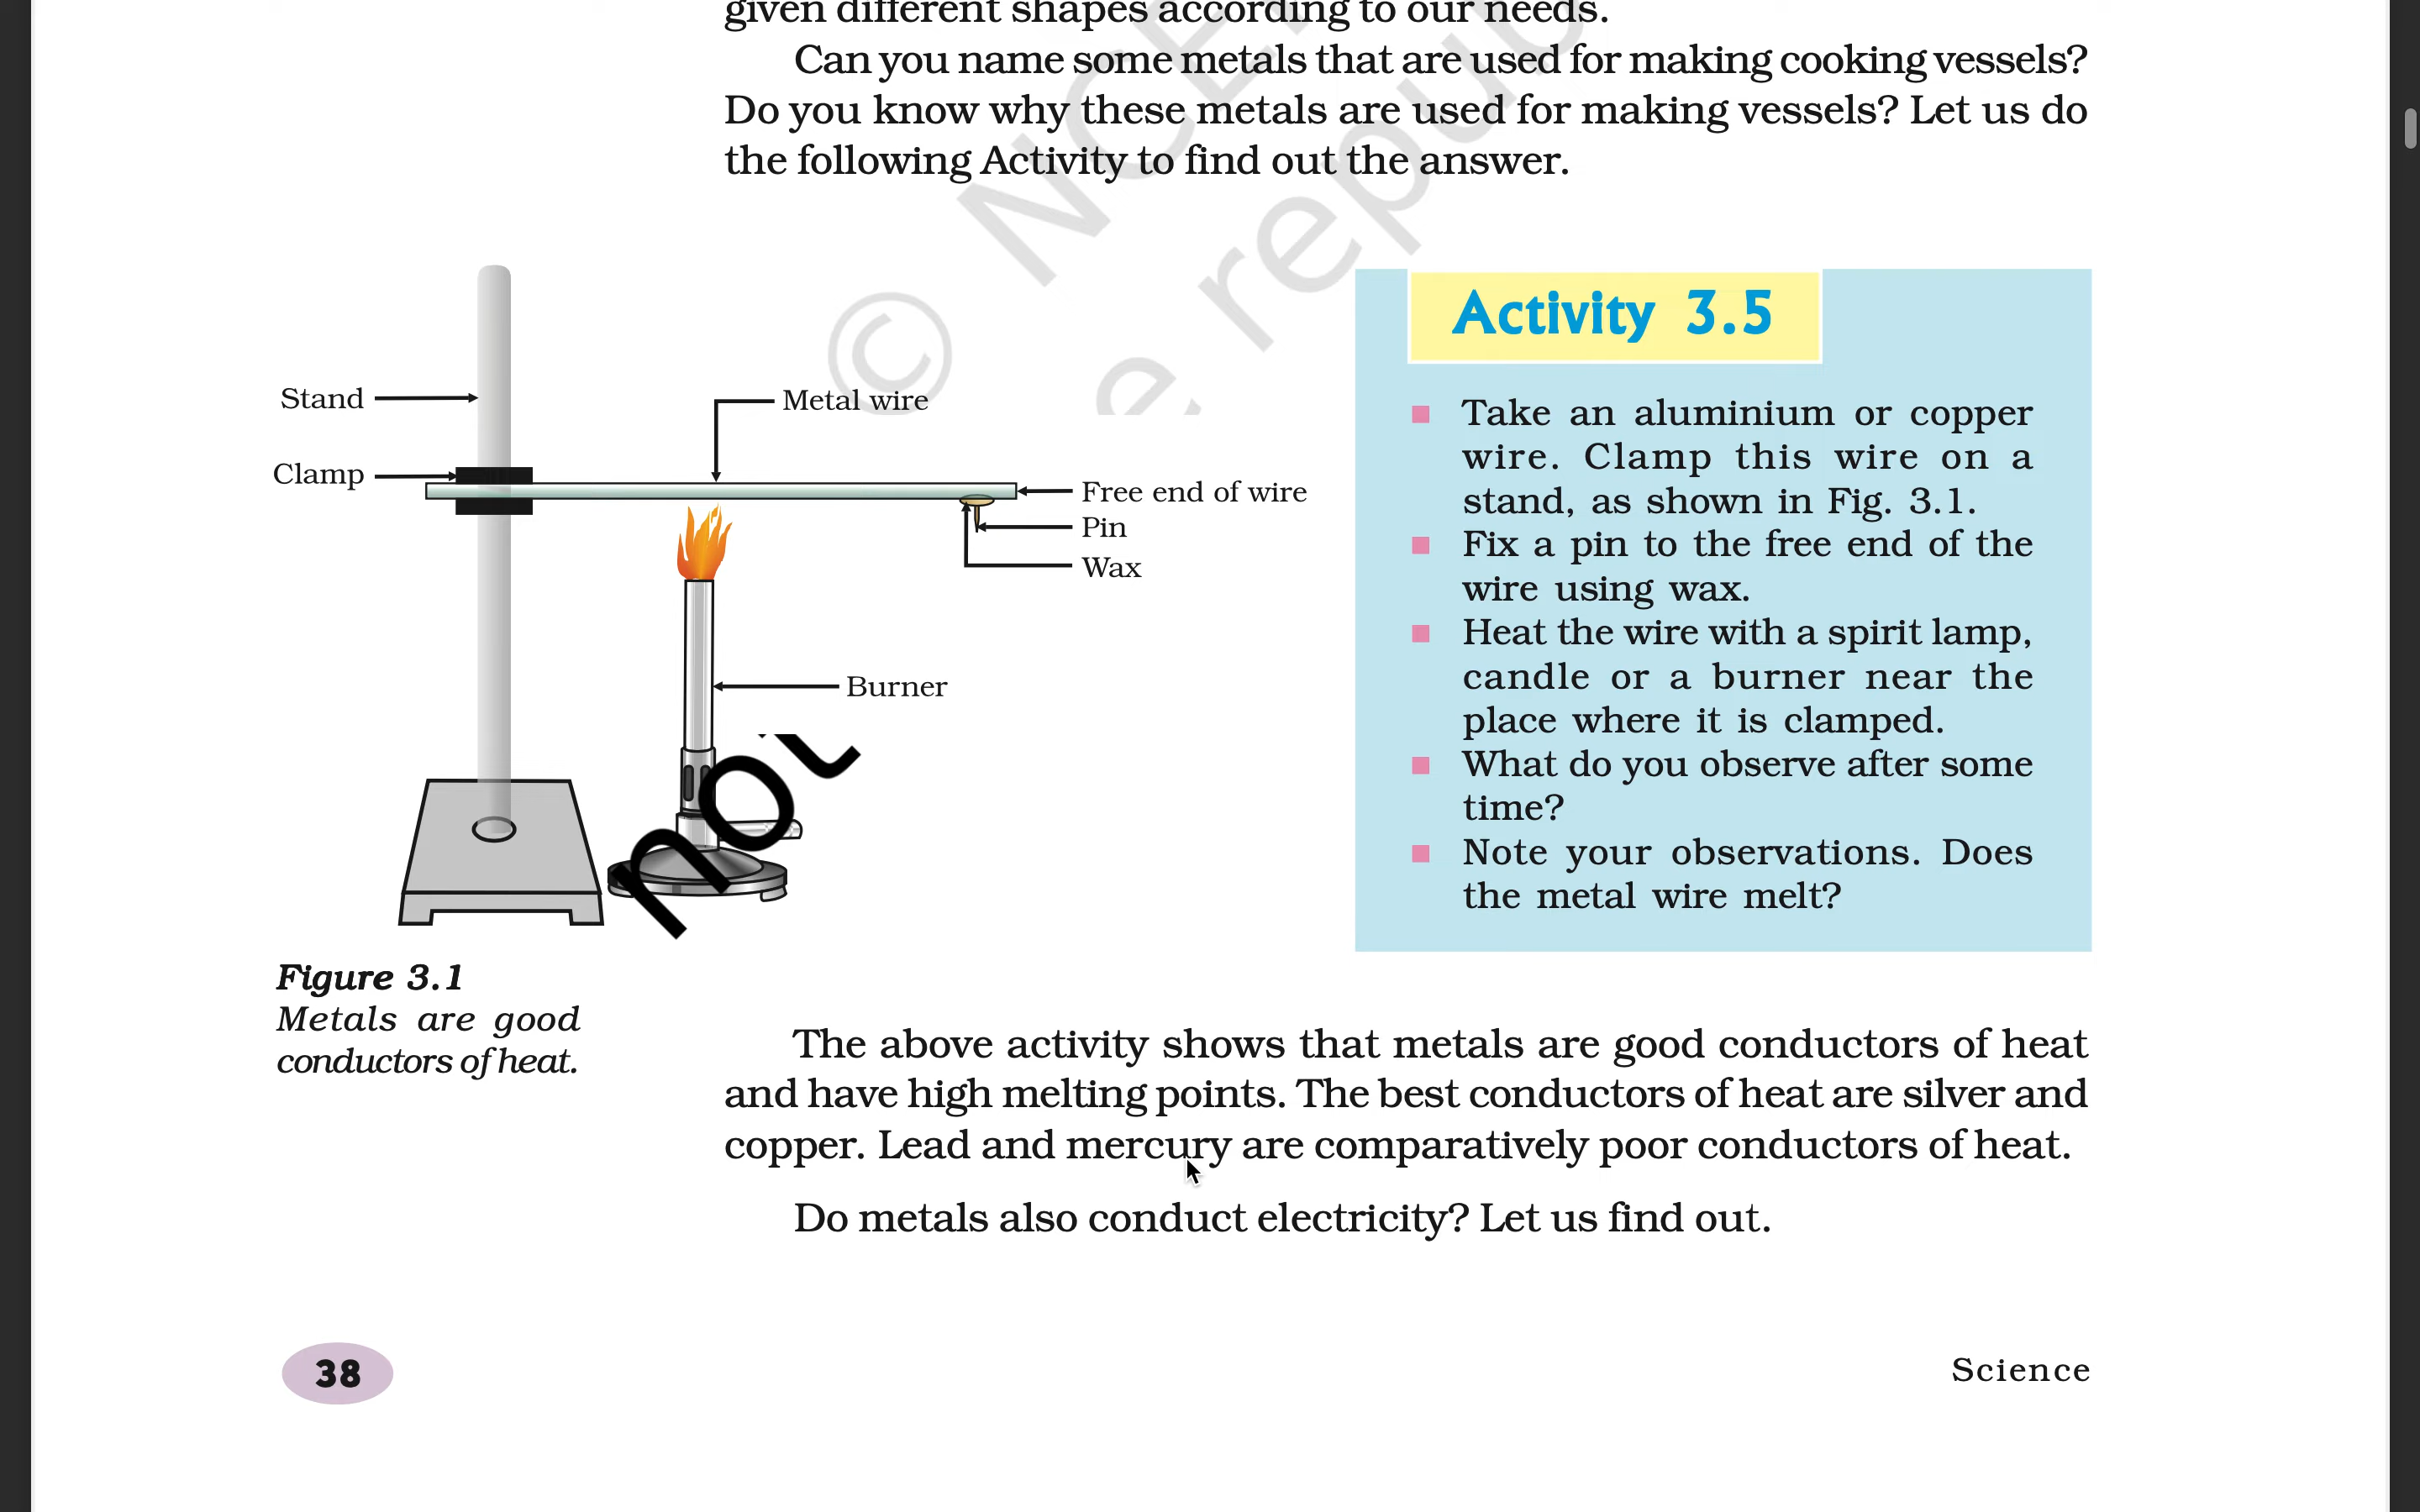 given different shapes according to our needs.
Can you name some metals that are used for making cooking vessels?
Do you know why these metals are used for making vessels? Let us do
the following Activity to find out the answer.
© NCE
e repu
Stand
Metal wire
Clamp
Free end of wire
Pin
Wax
Burner
not
Figure 3.1
Metals are good
conductors of heat.
Activity 3.5
Take an aluminium or copper
wire. Clamp this wire on a
stand, as shown in Fig. 3.1.
Fix a pin to the free end of the
wire using wax.
Heat the wire with a spirit lamp,
candle or a burner near the
place where it is clamped.
What do you observe after some
time?
Note your observations. Does
the metal wire melt?
The above activity shows that metals are good conductors of heat
and have high melting points. The best conductors of heat are silver and
copper. Lead and mercury are comparatively poor conductors of heat.
Do metals also conduct electricity? Let us find out.
38
Science